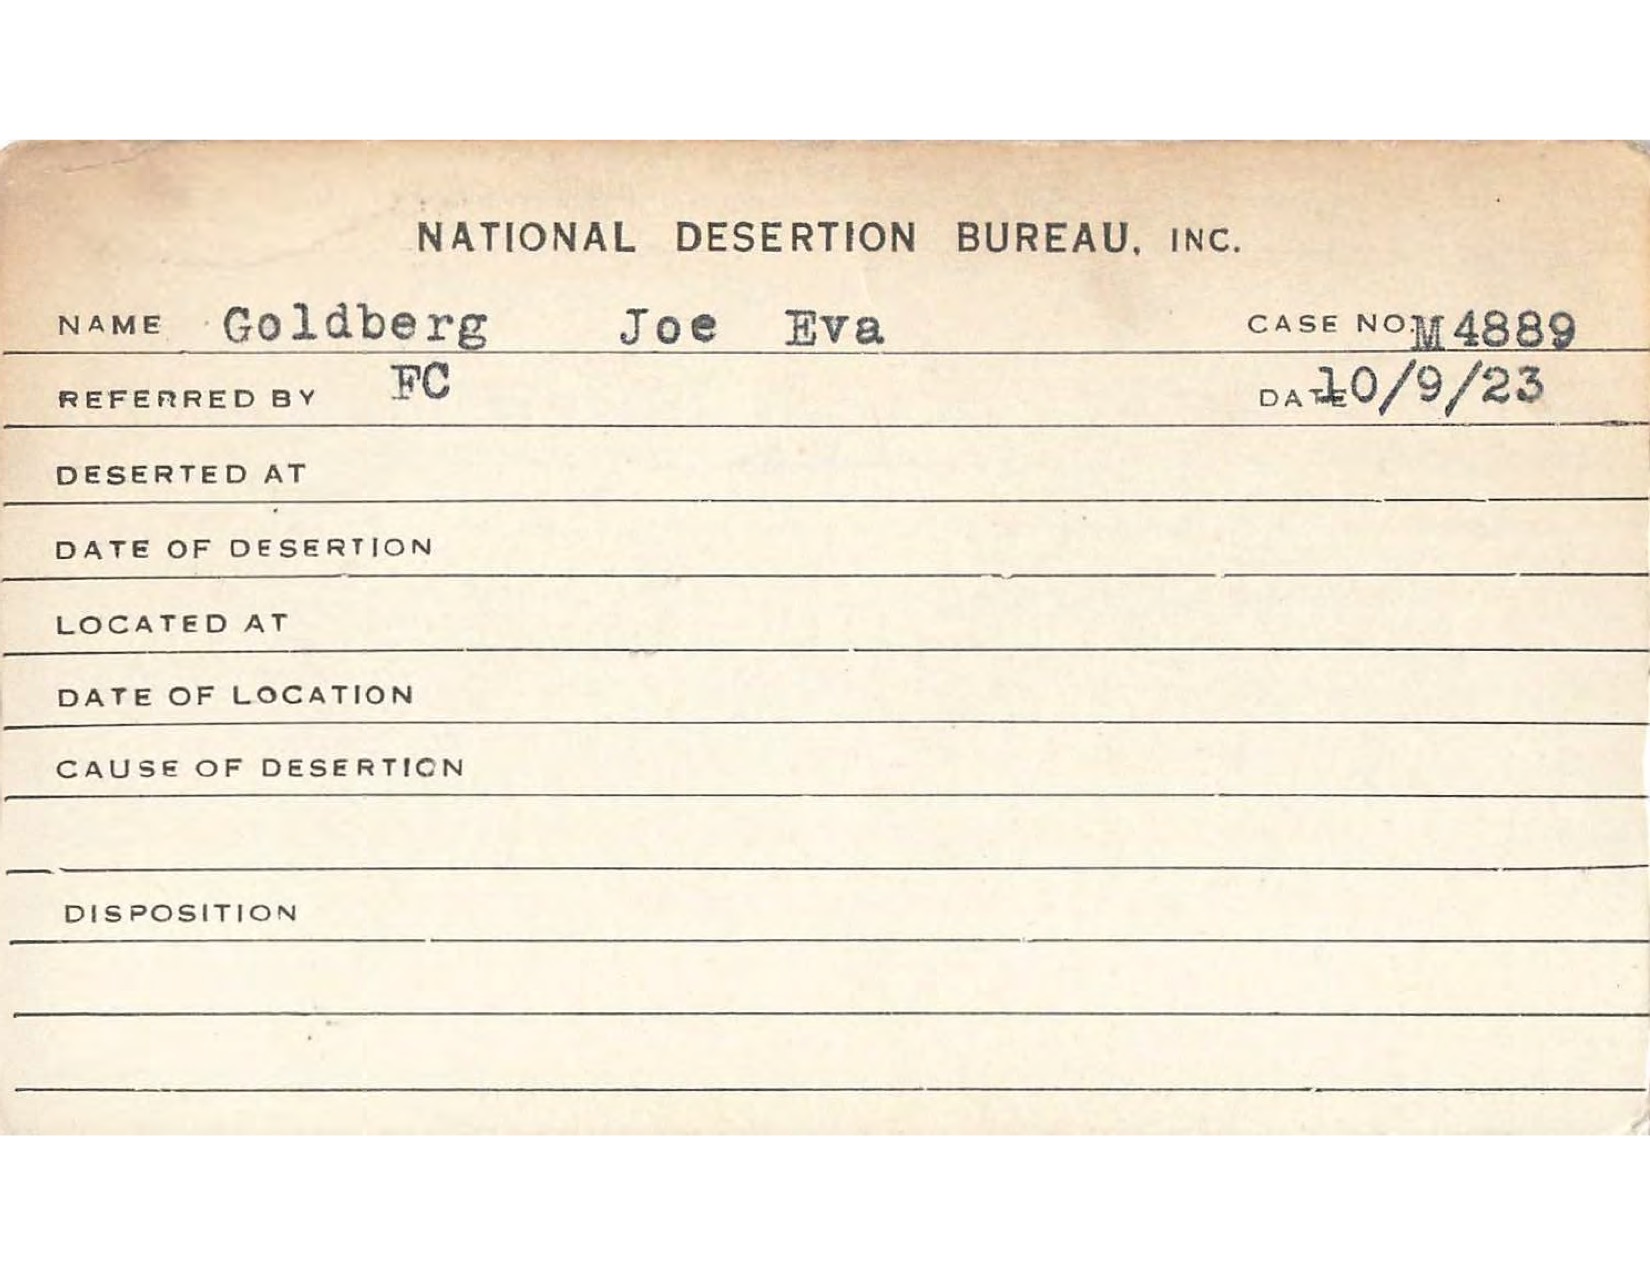 NATIONAL DESERTION BUREAU, INC.
NAME Goldberg Joe Eva CASE NO. M4889
REFERRED BY FC DATE 10/9/23
DESERTED AT
DATE OF DESERTION
LOCATED AT
DATE OF LOCATION
CAUSE OF DESERTION
DISPOSITION